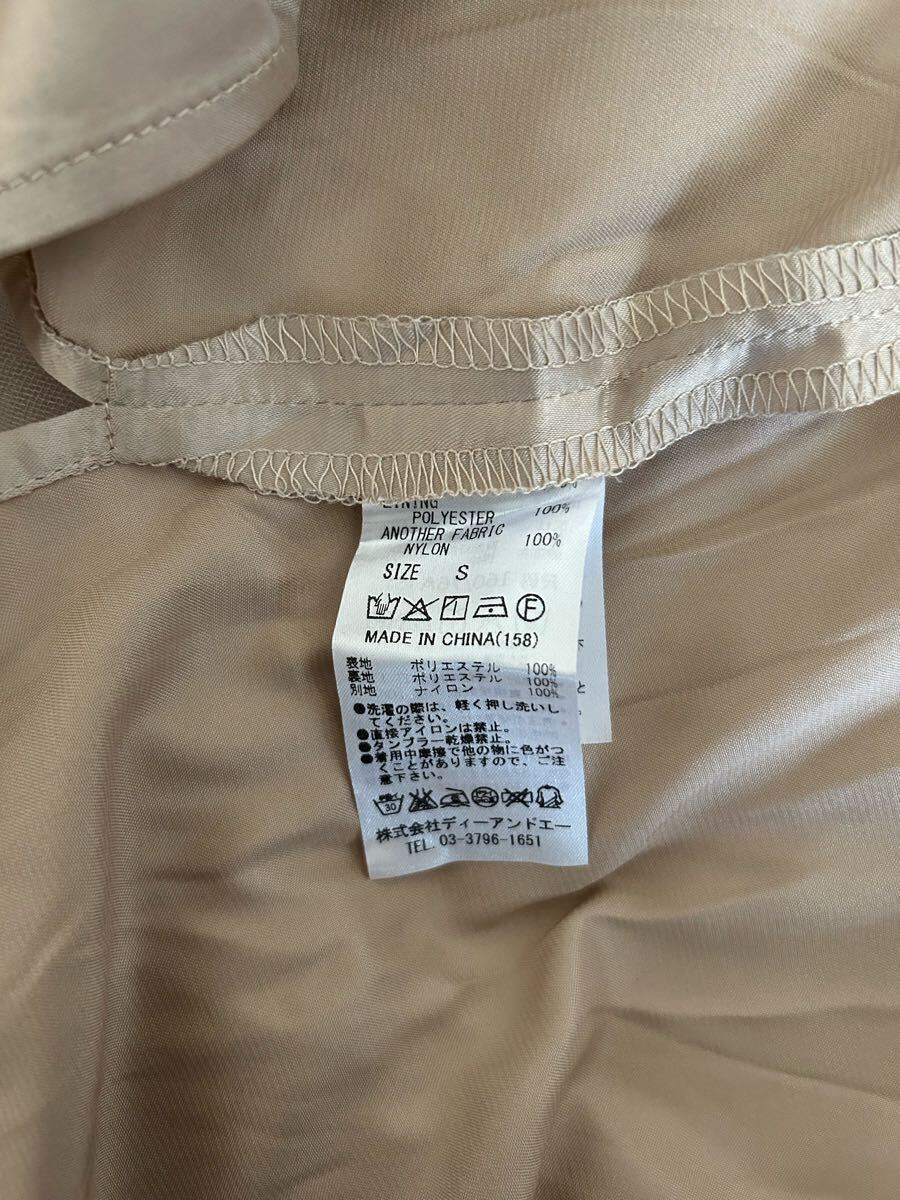 LINING
POLYESTER 100%
ANOTHER FABRIC
NYLON 100%
SIZE S
F
MADE IN CHINA(158)
表地 ポリエステル 100%
裏地 ポリエステル 100%
別地 ナイロン 100%
●洗濯の際は、軽く押し洗いし
てください。
●直接アイロンは禁止。
●タンブラー乾燥禁止。
●着用中摩擦で他の物に色がつ
くことがありますので、ご注
意下さい。
30
株式会社ディーアンドエー
TEL. 03-3796-1651